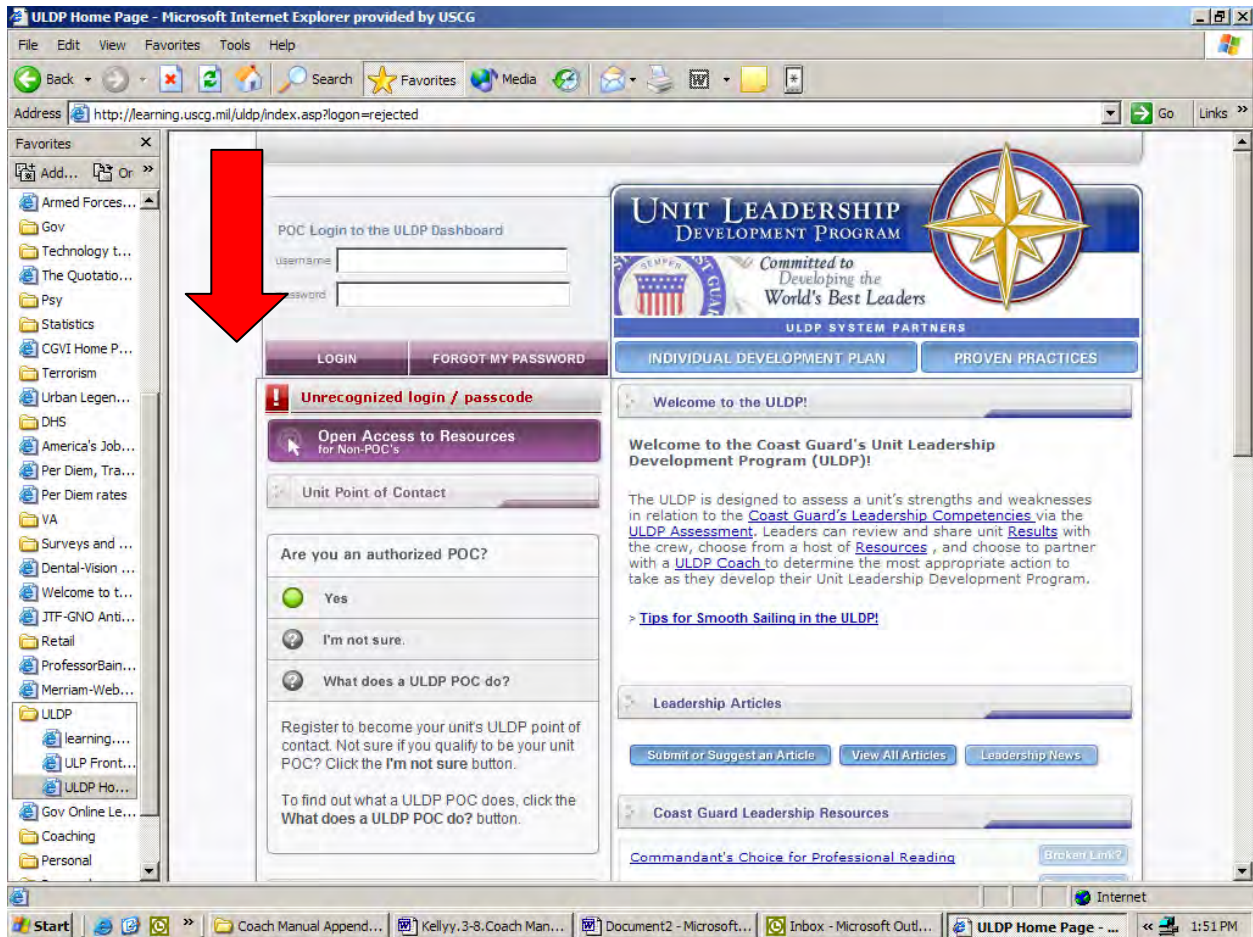 ULDP Home Page - Microsoft Internet Explorer provided by USCG
File Edit View Favorites Tools Help
Back Search Favorites Media
Address http://learning.uscg.mil/uldp/index.asp?logon=rejected Go Links »
Favorites x
Add... Or »
Armed Forces...
Gov
Technology t...
The Quotatio...
Psy
Statistics
CGVI Home P...
Terrorism
Urban Legen...
DHS
America's Job...
Per Diem, Tra...
Per Diem rates
VA
Surveys and ...
Dental-Vision ...
Welcome to t...
JTF-GNO Anti...
Retail
ProfessorBain...
Merriam-Web...
ULDP
learning....
ULP Front...
ULDP Ho...
Gov Online Le...
Coaching
Personal
POC Login to the ULDP Dashboard
username
password
LOGIN FORGOT MY PASSWORD
! Unrecognized login / passcode
Open Access to Resources
for Non-POC's
Unit Point of Contact
Are you an authorized POC?
Yes
? I'm not sure.
? What does a ULDP POC do?
Register to become your unit's ULDP point of
contact. Not sure if you qualify to be your unit
POC? Click the I'm not sure button.
To find out what a ULDP POC does, click the
What does a ULDP POC do? button.
UNIT LEADERSHIP
DEVELOPMENT PROGRAM
SEMPER
GUAR
Committed to
Developing the
World's Best Leaders
ULDP SYSTEM PARTNERS
INDIVIDUAL DEVELOPMENT PLAN PROVEN PRACTICES
Welcome to the ULDP!
Welcome to the Coast Guard's Unit Leadership
Development Program (ULDP)!
The ULDP is designed to assess a unit's strengths and weaknesses
in relation to the Coast Guard's Leadership Competencies via the
ULDP Assessment. Leaders can review and share unit Results with
the crew, choose from a host of Resources , and choose to partner
with a ULDP Coach to determine the most appropriate action to
take as they develop their Unit Leadership Development Program.
> Tips for Smooth Sailing in the ULDP!
Leadership Articles
Submit or Suggest an Article View All Articles Leadership News
Coast Guard Leadership Resources
Commandant's Choice for Professional Reading Broken Link?
Internet
Start » Coach Manual Append... Kellyy.3-8.Coach Man... Document2 - Microsoft... Inbox - Microsoft Outl... ULDP Home Page - ... « 1:51 PM